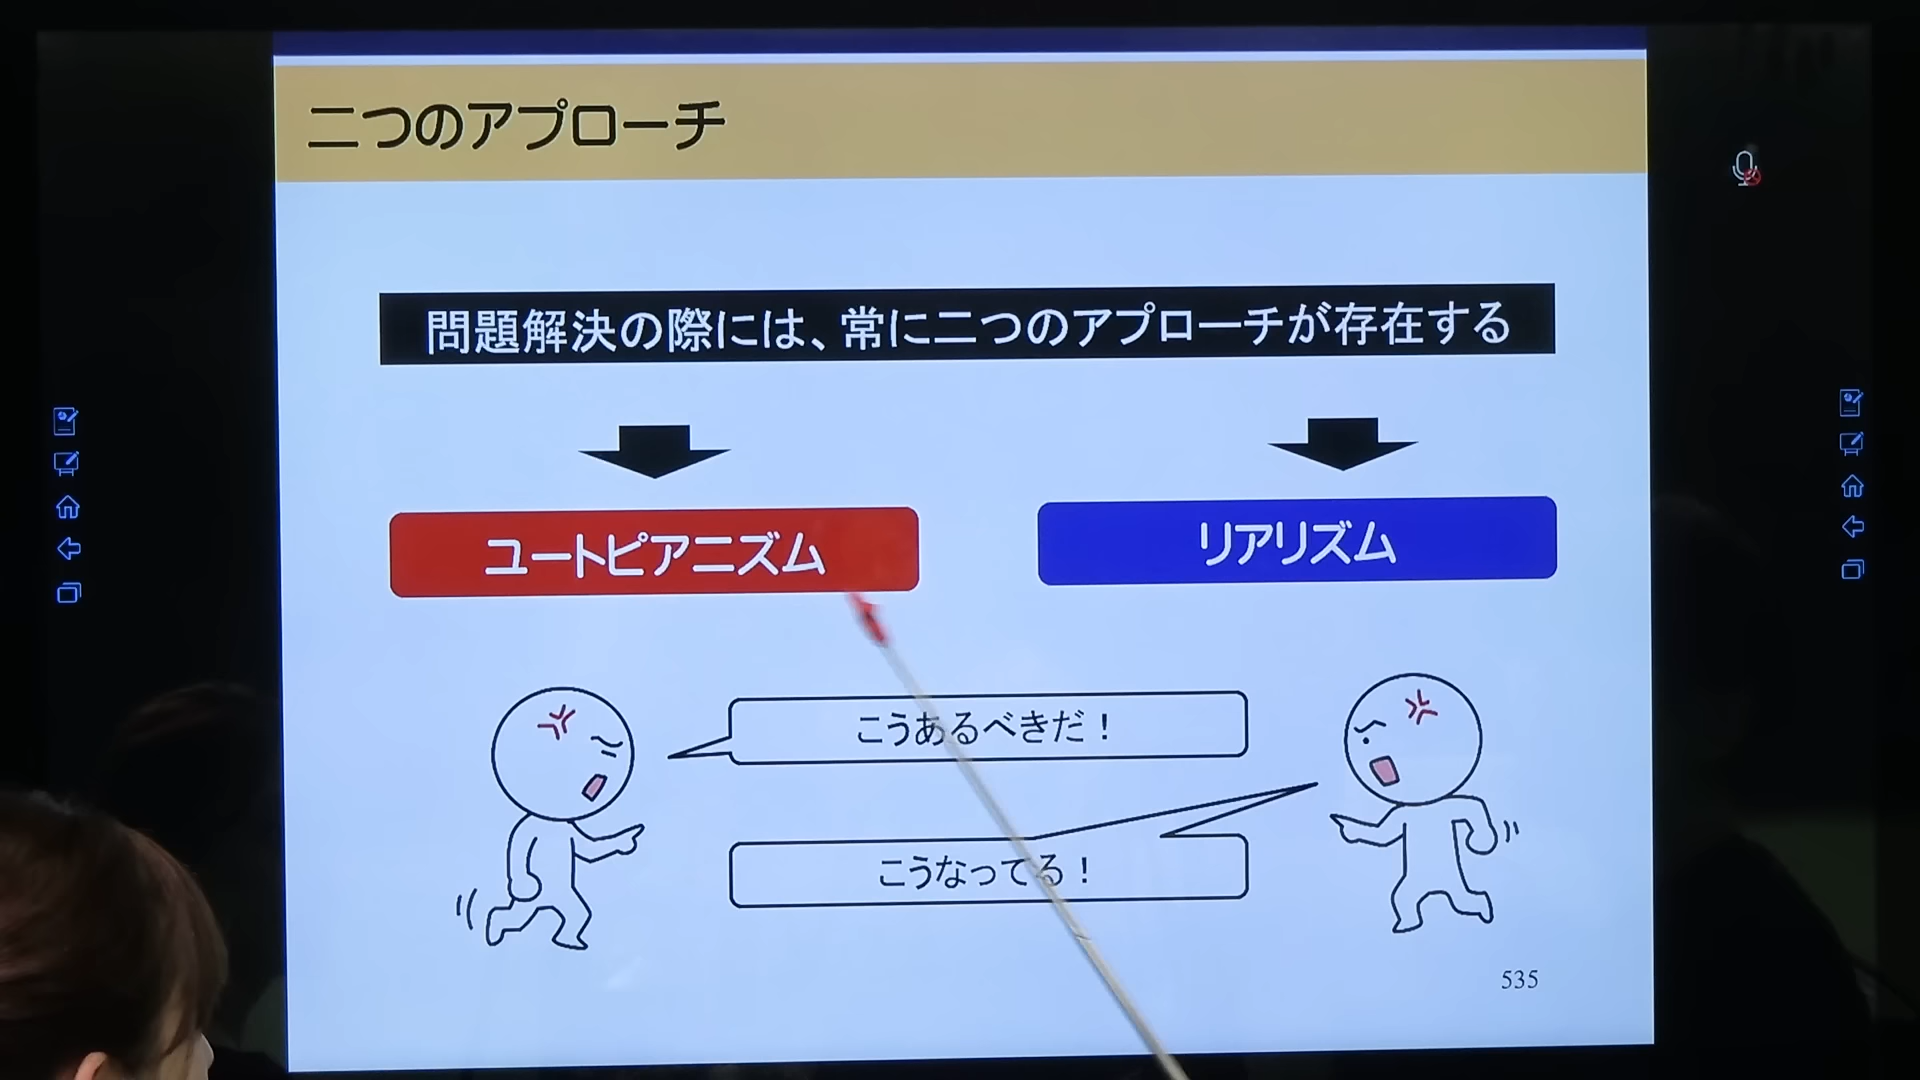 二つのアプローチ
問題解決の際には、常に二つのアプローチが存在する
ユートピアニズム
リアリズム
こうあるべきだ！
こうなってる！
535